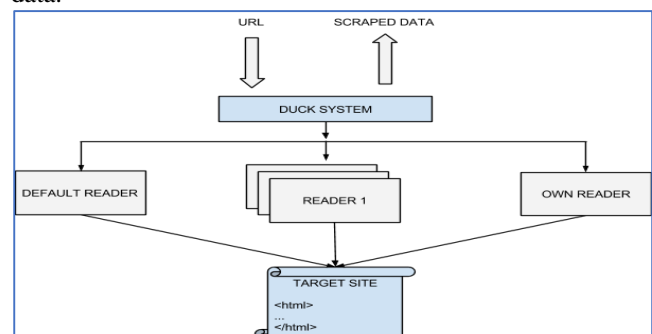 data.
URL SCRAPED DATA
DUCK SYSTEM
DEFAULT READER READER 1 OWN READER
TARGET SITE
<html>
...
</html>